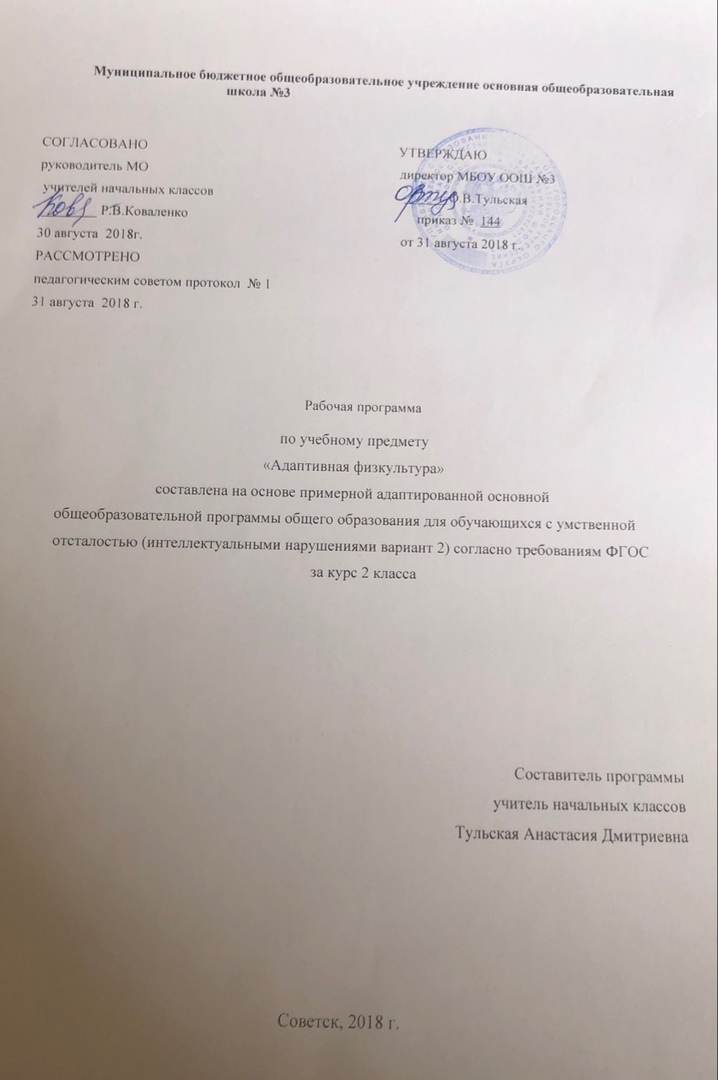 Муниципальное бюджетное общеобразовательное учреждение основная общеобразовательная
школа №3
СОГЛАСОВАНО
руководитель МО
учителей начальных классов
Р.В.Коваленко
30 августа 2018г.
РАССМОТРЕНО
педагогическим советом протокол № 1
31 августа 2018 г.
УТВЕРЖДАЮ
директор МБОУ ООШ №3
В.Тульская
приказ № 144
от 31 августа 2018 г.
Рабочая программа
по учебному предмету
«Адаптивная физкультура»
составлена на основе примерной адаптированной основной
общеобразовательной программы общего образования для обучающихся с умственной
отсталостью (интеллектуальными нарушениями вариант 2) согласно требованиям ФГОС
за курс 2 класса
Составитель программы
учитель начальных классов
Тульская Анастасия Дмитриевна
Советск, 2018 г.